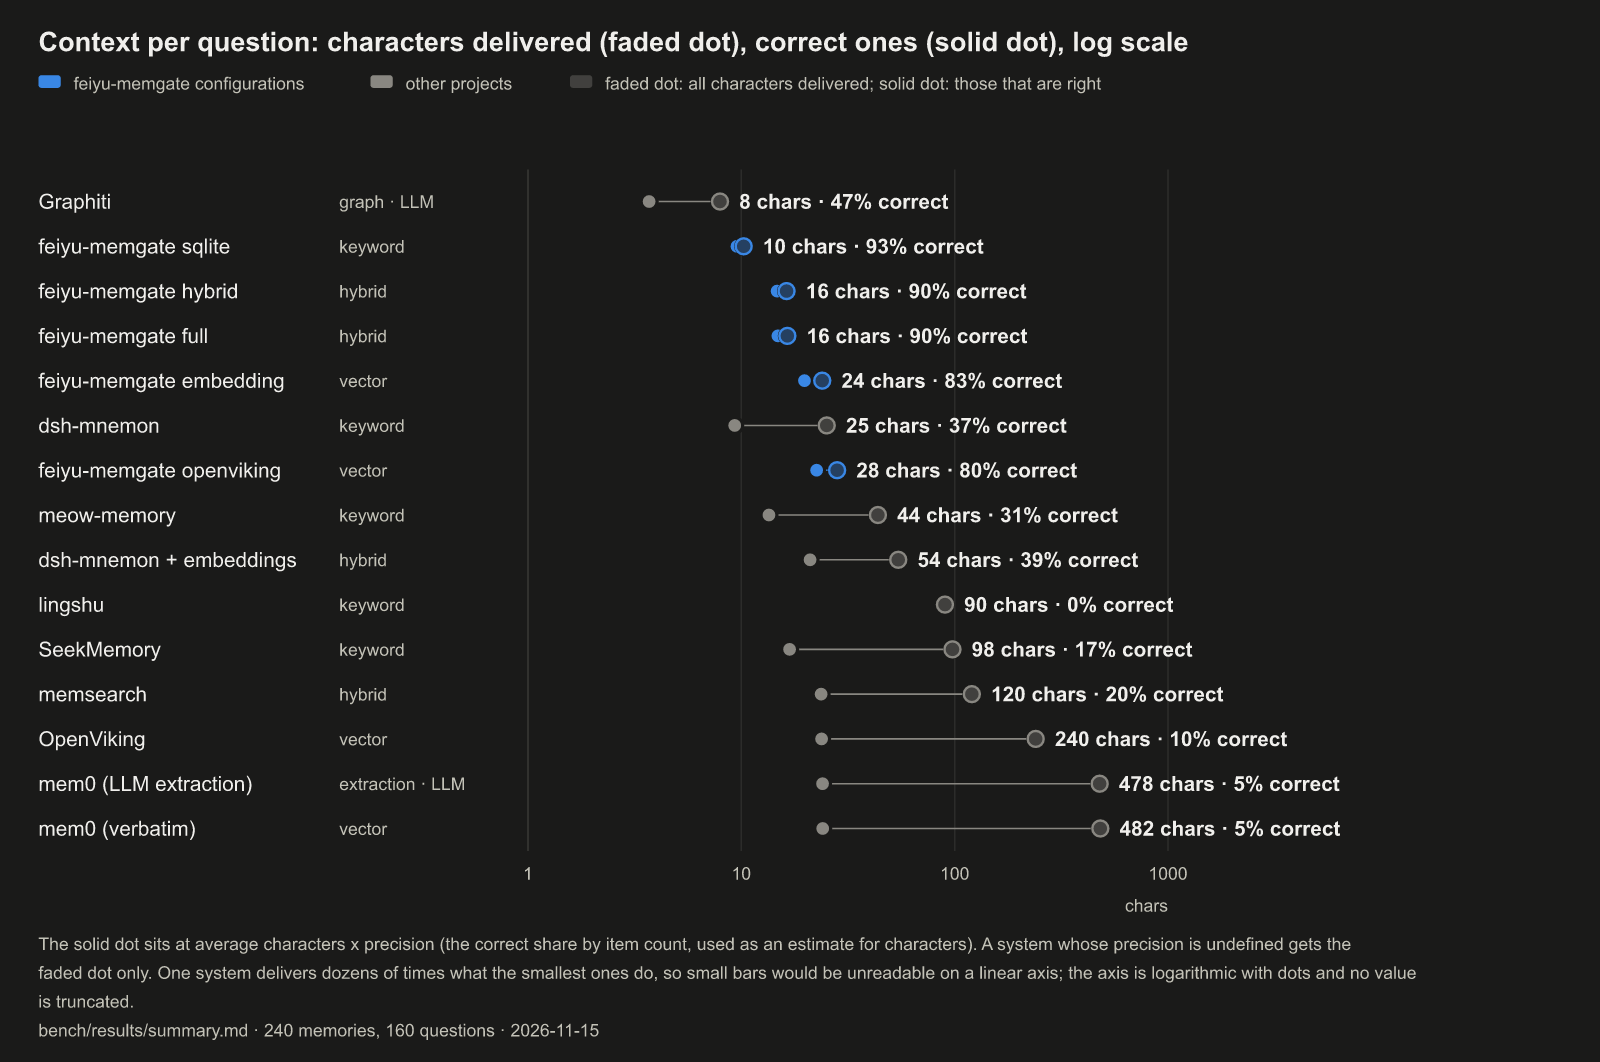 Context per question: characters delivered (faded dot), correct ones (solid dot), log scale
feiyu-memgate configurations other projects faded dot: all characters delivered; solid dot: those that are right
Graphiti graph · LLM 8 chars · 47% correct
feiyu-memgate sqlite keyword 10 chars · 93% correct
feiyu-memgate hybrid hybrid 16 chars · 90% correct
feiyu-memgate full hybrid 16 chars · 90% correct
feiyu-memgate embedding vector 24 chars · 83% correct
dsh-mnemon keyword 25 chars · 37% correct
feiyu-memgate openviking vector 28 chars · 80% correct
meow-memory keyword 44 chars · 31% correct
dsh-mnemon + embeddings hybrid 54 chars · 39% correct
lingshu keyword 90 chars · 0% correct
SeekMemory keyword 98 chars · 17% correct
memsearch hybrid 120 chars · 20% correct
OpenViking vector 240 chars · 10% correct
mem0 (LLM extraction) extraction · LLM 478 chars · 5% correct
mem0 (verbatim) vector 482 chars · 5% correct
1 10 100 1000
chars
The solid dot sits at average characters x precision (the correct share by item count, used as an estimate for characters). A system whose precision is undefined gets the
faded dot only. One system delivers dozens of times what the smallest ones do, so small bars would be unreadable on a linear axis; the axis is logarithmic with dots and no value
is truncated.
bench/results/summary.md · 240 memories, 160 questions · 2026-11-15